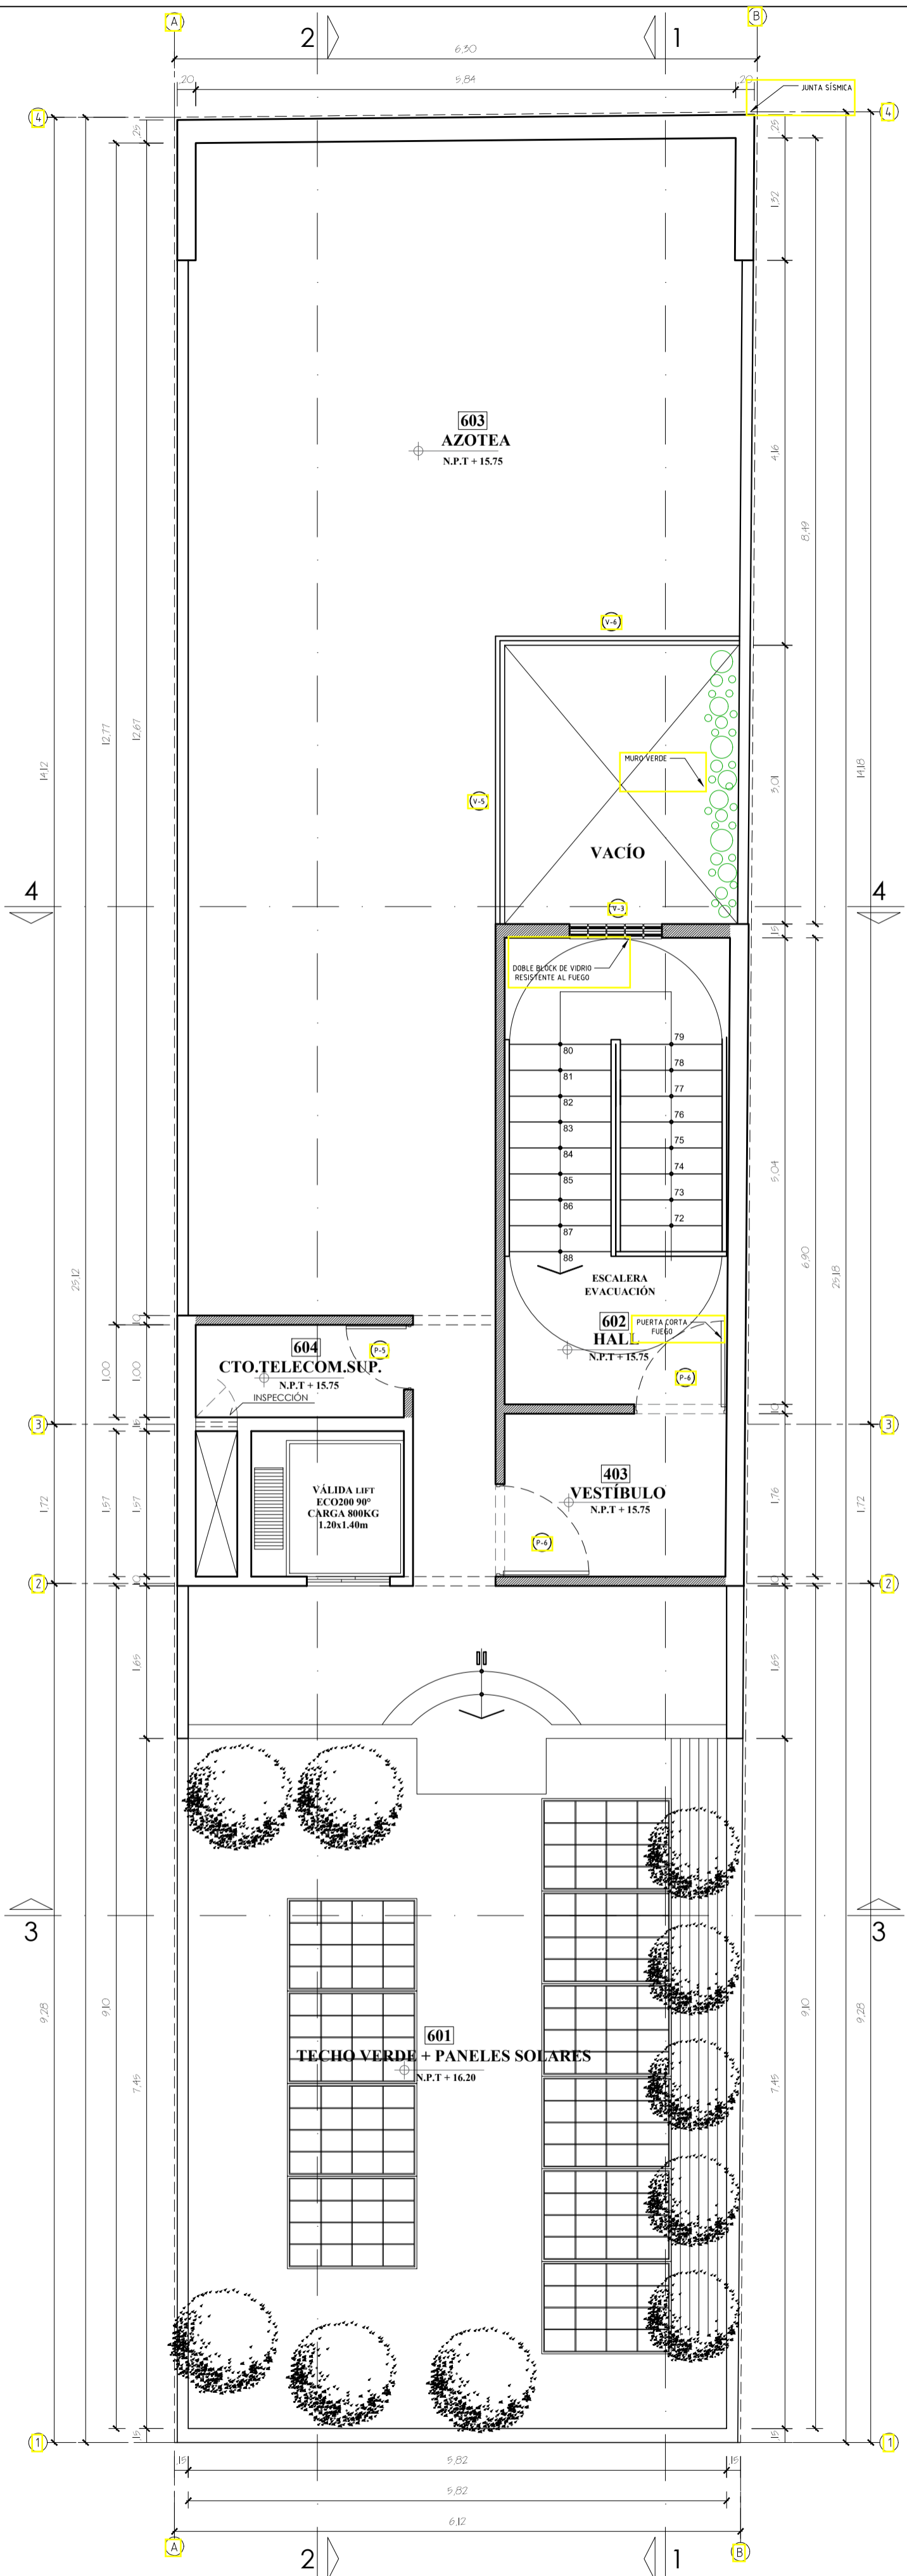 A
B
2
1
6,30
20
5,84
20
JUNTA SÍSMICA
4
4
,25
,25
1,32
603
AZOTEA
N.P.T + 15.75
4,16
8,49
V-6
12,77
12,67
14,12
14,18
MURO VERDE
3,01
V-5
VACÍO
4
4
V-3
,15
DOBLE BLOCK DE VIDRIO
RESISTENTE AL FUEGO
80
79
81
78
82
77
83
76
84
75
85
74
86
73
87
72
88
5,04
6,90
25,12
25,18
ESCALERA
EVACUACIÓN
602
HALL
N.P.T + 15.75
PUERTA CORTA
FUEGO
P-6
,10
1,00
1,00
604
CTO.TELECOM.SUP.
N.P.T + 15.75
P-5
INSPECCIÓN
3
3
,15
,10
403
VESTÍBULO
N.P.T + 15.75
P-6
VÁLIDA LIFT
ECO200 90°
CARGA 800KG
1.20x1.40m
1,72
1,57
1,57
1,76
1,72
2
2
,10
,10
1,65
1,65
3
3
601
TECHO VERDE + PANELES SOLARES
N.P.T + 16.20
9,28
9,10
7,45
7,45
9,10
9,28
1
1
,15
,15
,15
5,82
,15
5,82
6,12
A
B
2
1